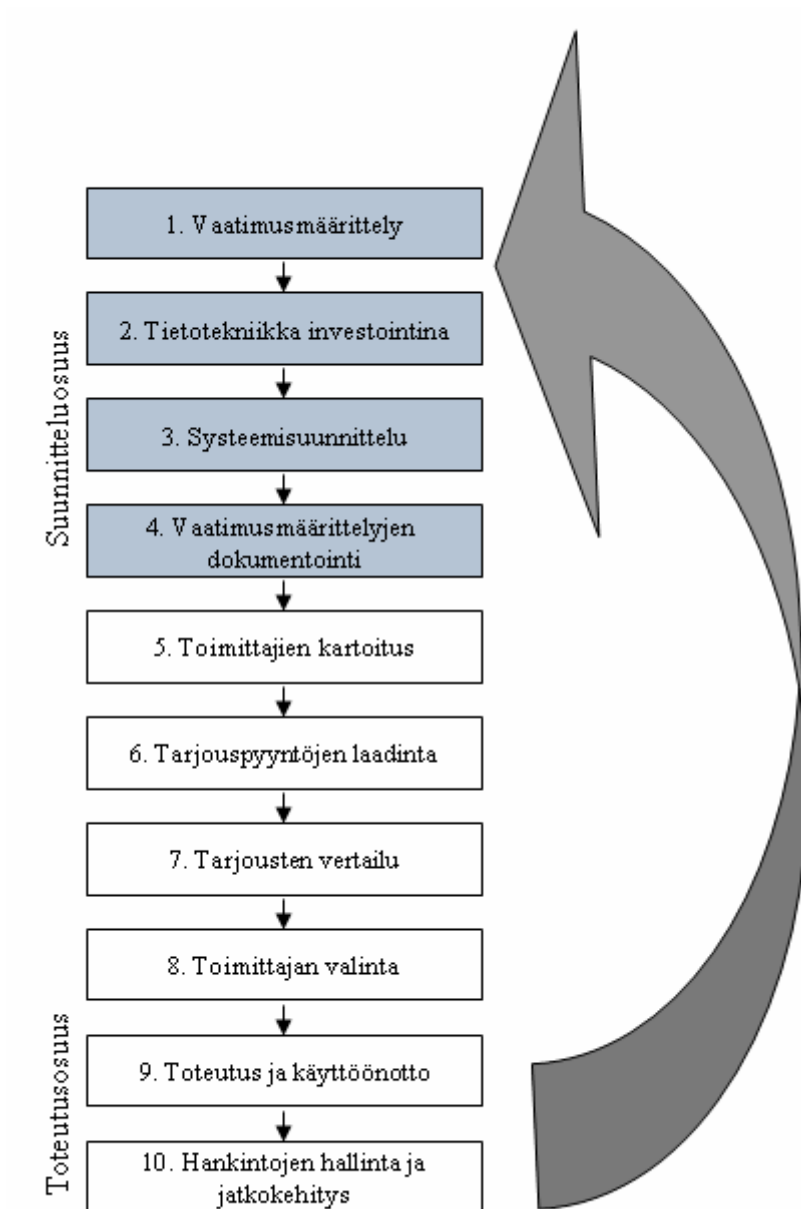 1. Vaatimusmäärittely
2. Tietotekniikka investointina
3. Systeemisuunnittelu
4. Vaatimusmäärittelyjen
dokumentointi
5. Toimittajien kartoitus
6. Tarjouspyyntöjen laadinta
7. Tarjousten vertailu
8. Toimittajan valinta
9. Toteutus ja käyttöönotto
10. Hankintojen hallinta ja
jatkokehitys
Suunnitteluosuus
Toteutusosuus